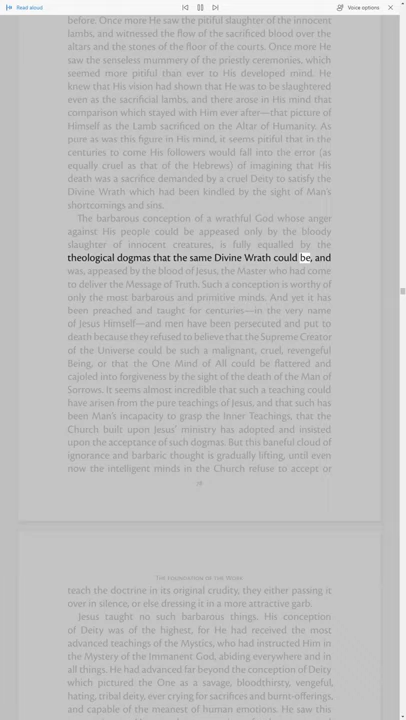 Read aloud
Voice options
before. Once more He saw the pitiful slaughter of the innocent
lambs, and witnessed the flow of the sacrificed blood over the
altars and the stones of the floor of the courts. Once more He
saw the senseless mummery of the priestly ceremonies, which
seemed more pitiful than ever to His developed mind. He
knew that His vision had shown that He was to be slaughtered
even as the sacrificial lambs, and there arose in His mind that
comparison which stayed with Him ever after—that picture of
Himself as the Lamb sacrificed on the Altar of Humanity. As
pure as was this figure in His mind, it seems pitiful that in the
centuries to come His followers would fall into the error (as
equally cruel as that of the Hebrews) of imagining that His
death was a sacrifice demanded by a cruel Deity to satisfy the
Divine Wrath which had been kindled by the sight of Man's
shortcomings and sins.
The barbarous conception of a wrathful God whose anger
against His people could be appeased only by the bloody
slaughter of innocent creatures, is fully equalled by the
theological dogmas that the same Divine Wrath could be, and
was, appeased by the blood of Jesus, the Master who had come
to deliver the Message of Truth. Such a conception is worthy of
only the most barbarous and primitive minds. And yet it has
been preached and taught for centuries—in the very name
of Jesus Himself—and men have been persecuted and put to
death because they refused to believe that the Supreme Creator
of the Universe could be such a malignant, cruel, revengeful
Being, or that the One Mind of All could be flattered and
cajoled into forgiveness by the sight of the death of the Man of
Sorrows. It seems almost incredible that such a teaching could
have arisen from the pure teachings of Jesus, and that such has
been Man's incapacity to grasp the Inner Teachings, that the
Church built upon Jesus' ministry has adopted and insisted
upon the acceptance of such dogmas. But this baneful cloud of
ignorance and barbaric thought is gradually lifting, until even
now the intelligent minds in the Church refuse to accept or
The Foundation of the Work
teach the doctrine in its original crudity, they either passing it
over in silence, or else dressing it in a more attractive garb.
Jesus taught no such barbarous things. His conception
of Deity was of the highest, for He had received the most
advanced teachings of the Mystics, who had instructed Him in
the Mystery of the Immanent God, abiding everywhere and in
all things. He had advanced far beyond the conception of Deity
which pictured the One as a savage, bloodthirsty, vengeful,
hating, tribal deity, ever crying for sacrifices and burnt-offerings,
and capable of the meanest of human emotions. He saw this